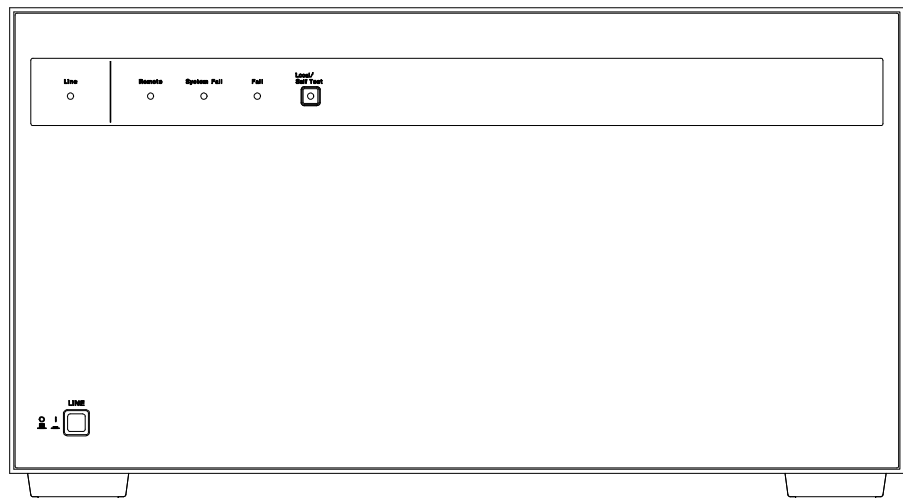 Line
Remote
System Fail
Fail
Local/
Self Test
LINE